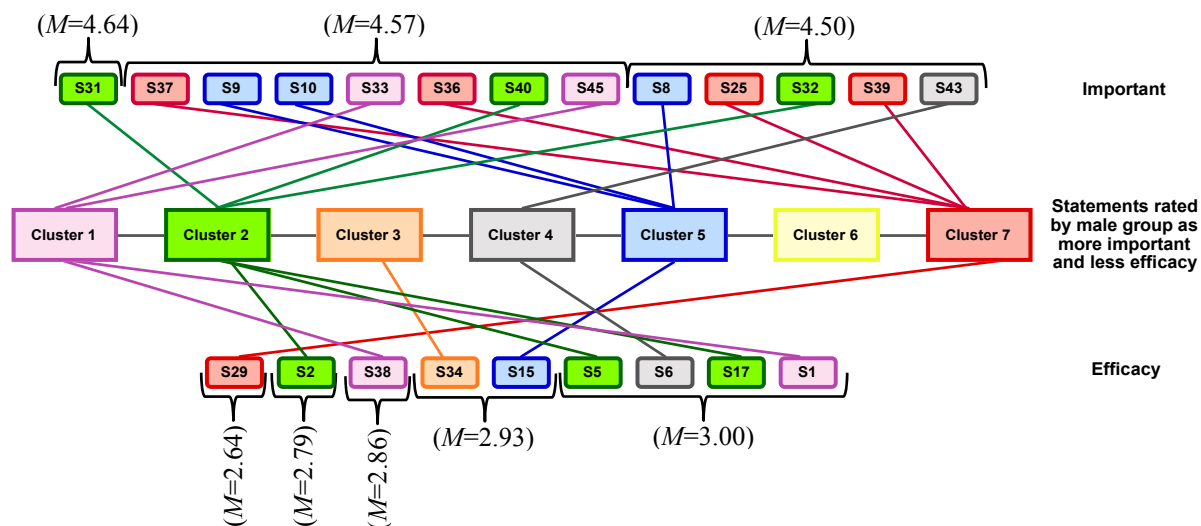 (M=4.64)
(M=4.57)
(M=4.50)
S31 S37 S9 S10 S33 S36 S40 S45 S8 S25 S32 S39 S43
Important
Cluster 1 Cluster 2 Cluster 3 Cluster 4 Cluster 5 Cluster 6 Cluster 7
Statements rated
by male group as
more important
and less efficacy
S29 S2 S38 S34 S15 S5 S6 S17 S1
Efficacy
(M=2.64)
(M=2.79)
(M=2.86)
(M=2.93)
(M=3.00)